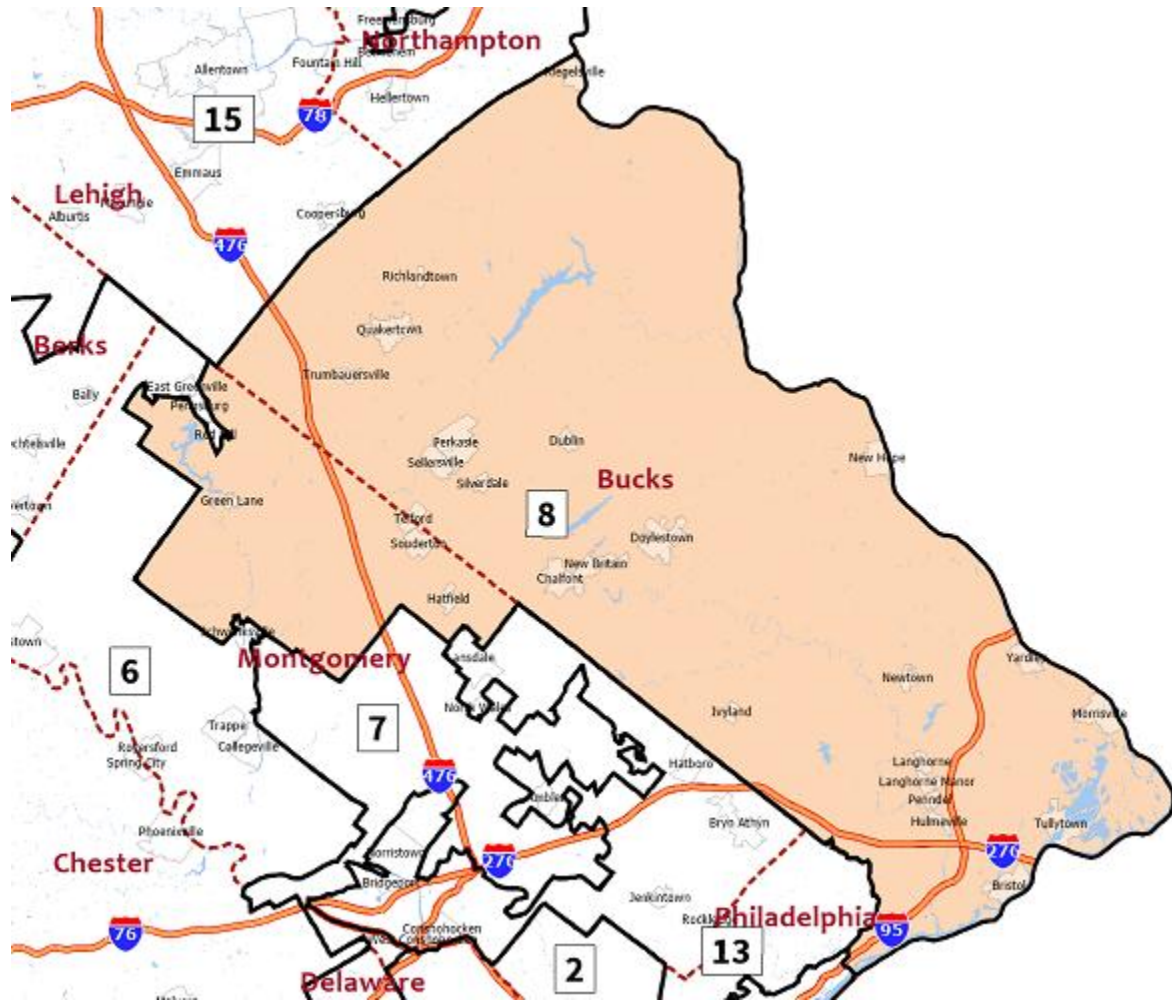 Northampton
Allentown
Fountain Hill
Riegelsville
Hellertown
15
78
Emmaus
Lehigh
Alburtis
Coopersburg
476
Richlandtown
Quakertown
Berks
Trumbauersville
East Greenville
Bally
Pennsburg
Red Hill
Perkasie
Dublin
Sellersville
New Hope
Silverdale
Bucks
Green Lane
8
Telford
Doylestown
Souderton
New Britain
Chalfont
Hatfield
Schwenksville
Montgomery
Lansdale
Yardley
6
Newtown
7
North Wales
Ivyland
Morrisville
Trappe
Collegeville
Royersford
Spring City
Hatboro
Langhorne
476
Langhorne Manor
Ambler
Penndel
Phoenixville
Bryn Athyn
Hulmeville
Tullytown
Chester
Norristown
276
276
Bridgeport
Bristol
Jenkintown
Rockledge
Philadelphia
76
Conshohocken
West Conshohocken
95
13
2
Delaware